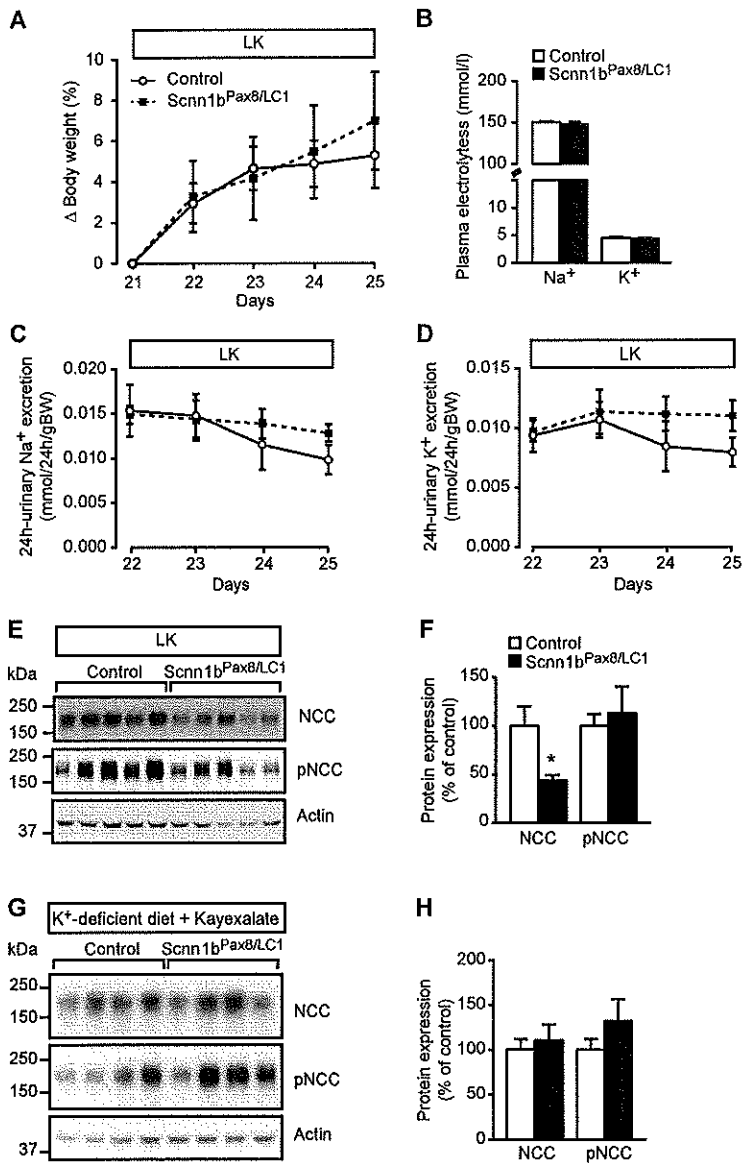 A
LK
Control
Scnn1bPax8/LC1
Δ Body weight (%)
10
8
6
4
2
0
21
22
23
24
25
Days
B
Control
Scnn1bPax8/LC1
Plasma electrolytess (mmol/l)
200
150
100
15
10
5
0
Na+
K+
C
LK
24h-urinary Na+ excretion
(mmol/24h/gBW)
0.020
0.015
0.010
0.005
0.000
22
23
24
25
Days
D
LK
24h-urinary K+ excretion
(mmol/24h/gBW)
0.015
0.010
0.005
0.000
22
23
24
25
Days
E
LK
kDa
Control
Scnn1bPax8/LC1
250
150
NCC
250
150
pNCC
37
Actin
F
Control
Scnn1bPax8/LC1
Protein expression
(% of control)
150
100
50
0
*
NCC
pNCC
G
K+-deficient diet + Kayexalate
kDa
Control
Scnn1bPax8/LC1
250
150
NCC
250
150
pNCC
37
Actin
H
Protein expression
(% of control)
200
150
100
50
0
NCC
pNCC